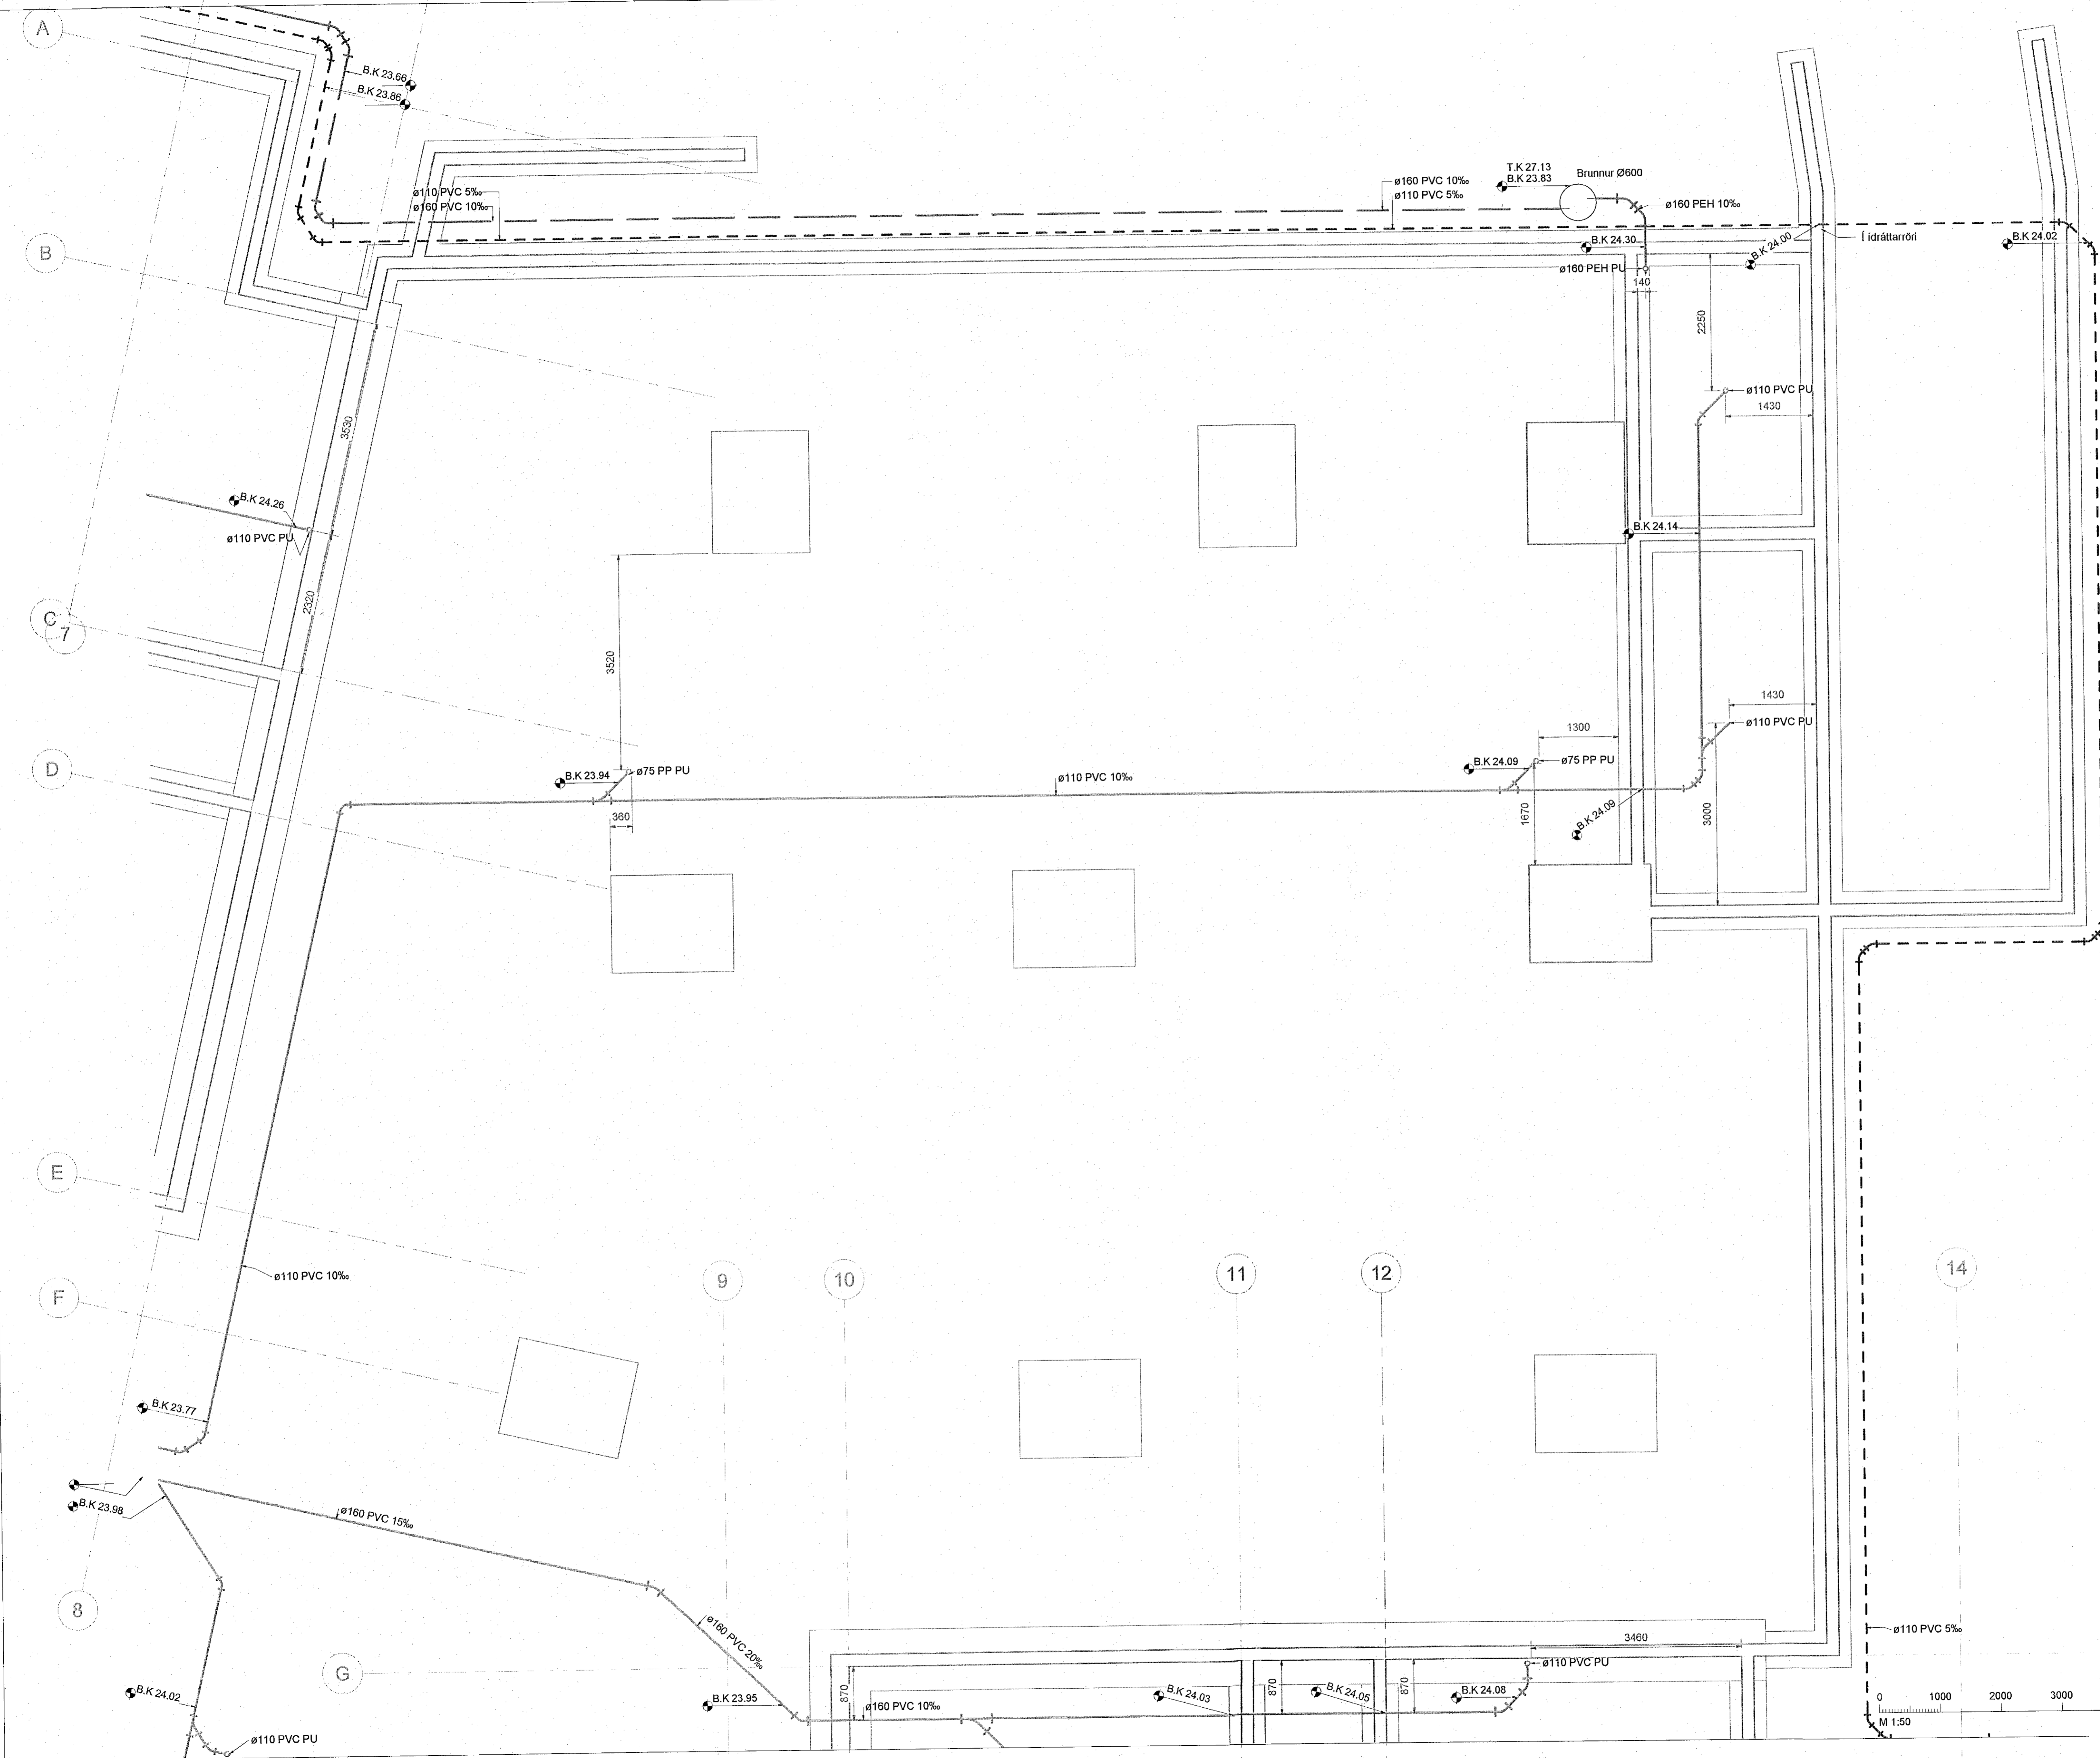 A
B.K 23.66
B.K 23.86
ø110 PVC 5‰
ø160 PVC 10‰
ø160 PVC 10‰
ø110 PVC 5‰
T.K 27.13
B.K 23.83
Brunnur Ø600
ø160 PEH 10‰
B.K 24.30
B.K 24.00
Í ídráttarröri
B.K 24.02
B
ø160 PEH PU
140
2250
ø110 PVC PU
1430
3530
B.K 24.26
ø110 PVC PU
B.K 24.14
2320
C
7
3520
1430
ø110 PVC PU
1300
D
B.K 23.94
ø75 PP PU
ø110 PVC 10‰
B.K 24.09
ø75 PP PU
360
1670
B.K 24.09
3000
E
ø110 PVC 10‰
F
9
10
11
12
14
B.K 23.77
B.K 23.98
ø160 PVC 15‰
8
ø160 PVC 20‰
G
3460
ø110 PVC PU
ø110 PVC 5‰
B.K 24.02
B.K 23.95
870
ø160 PVC 10‰
B.K 24.03
870
B.K 24.05
870
B.K 24.08
0 1000 2000 3000
M 1:50
ø110 PVC PU